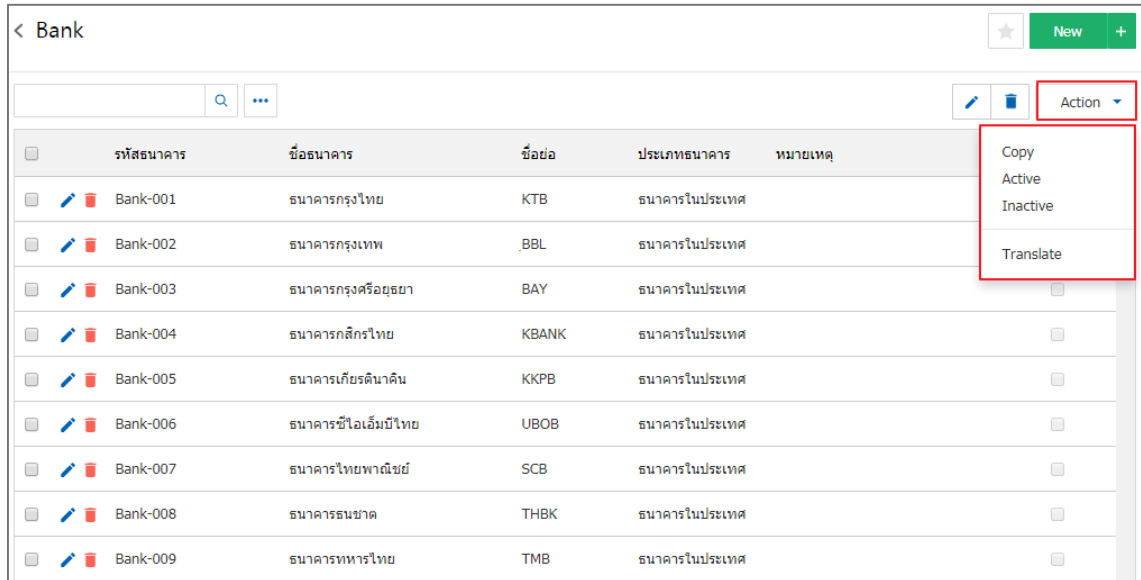 Bank
New +
Action
Copy
Active
Inactive
Translate
รหัสธนาคาร ชื่อธนาคาร ชื่อย่อ ประเภทธนาคาร หมายเหตุ
Bank-001 ธนาคารกรุงไทย KTB ธนาคารในประเทศ
Bank-002 ธนาคารกรุงเทพ .BBL ธนาคารในประเทศ
Bank-003 ธนาคารกรุงศรีอยุธยา BAY ธนาคารในประเทศ
Bank-004 ธนาคารกสิกรไทย KBANK ธนาคารในประเทศ
Bank-005 ธนาคารเกียรตินาคิน KKPB ธนาคารในประเทศ
Bank-006 ธนาคารซีไอเอ็มบีไทย UBOB ธนาคารในประเทศ
Bank-007 ธนาคารไทยพาณิชย์ SCB ธนาคารในประเทศ
Bank-008 ธนาคารธนชาต THBK ธนาคารในประเทศ
Bank-009 ธนาคารทหารไทย TMB ธนาคารในประเทศ